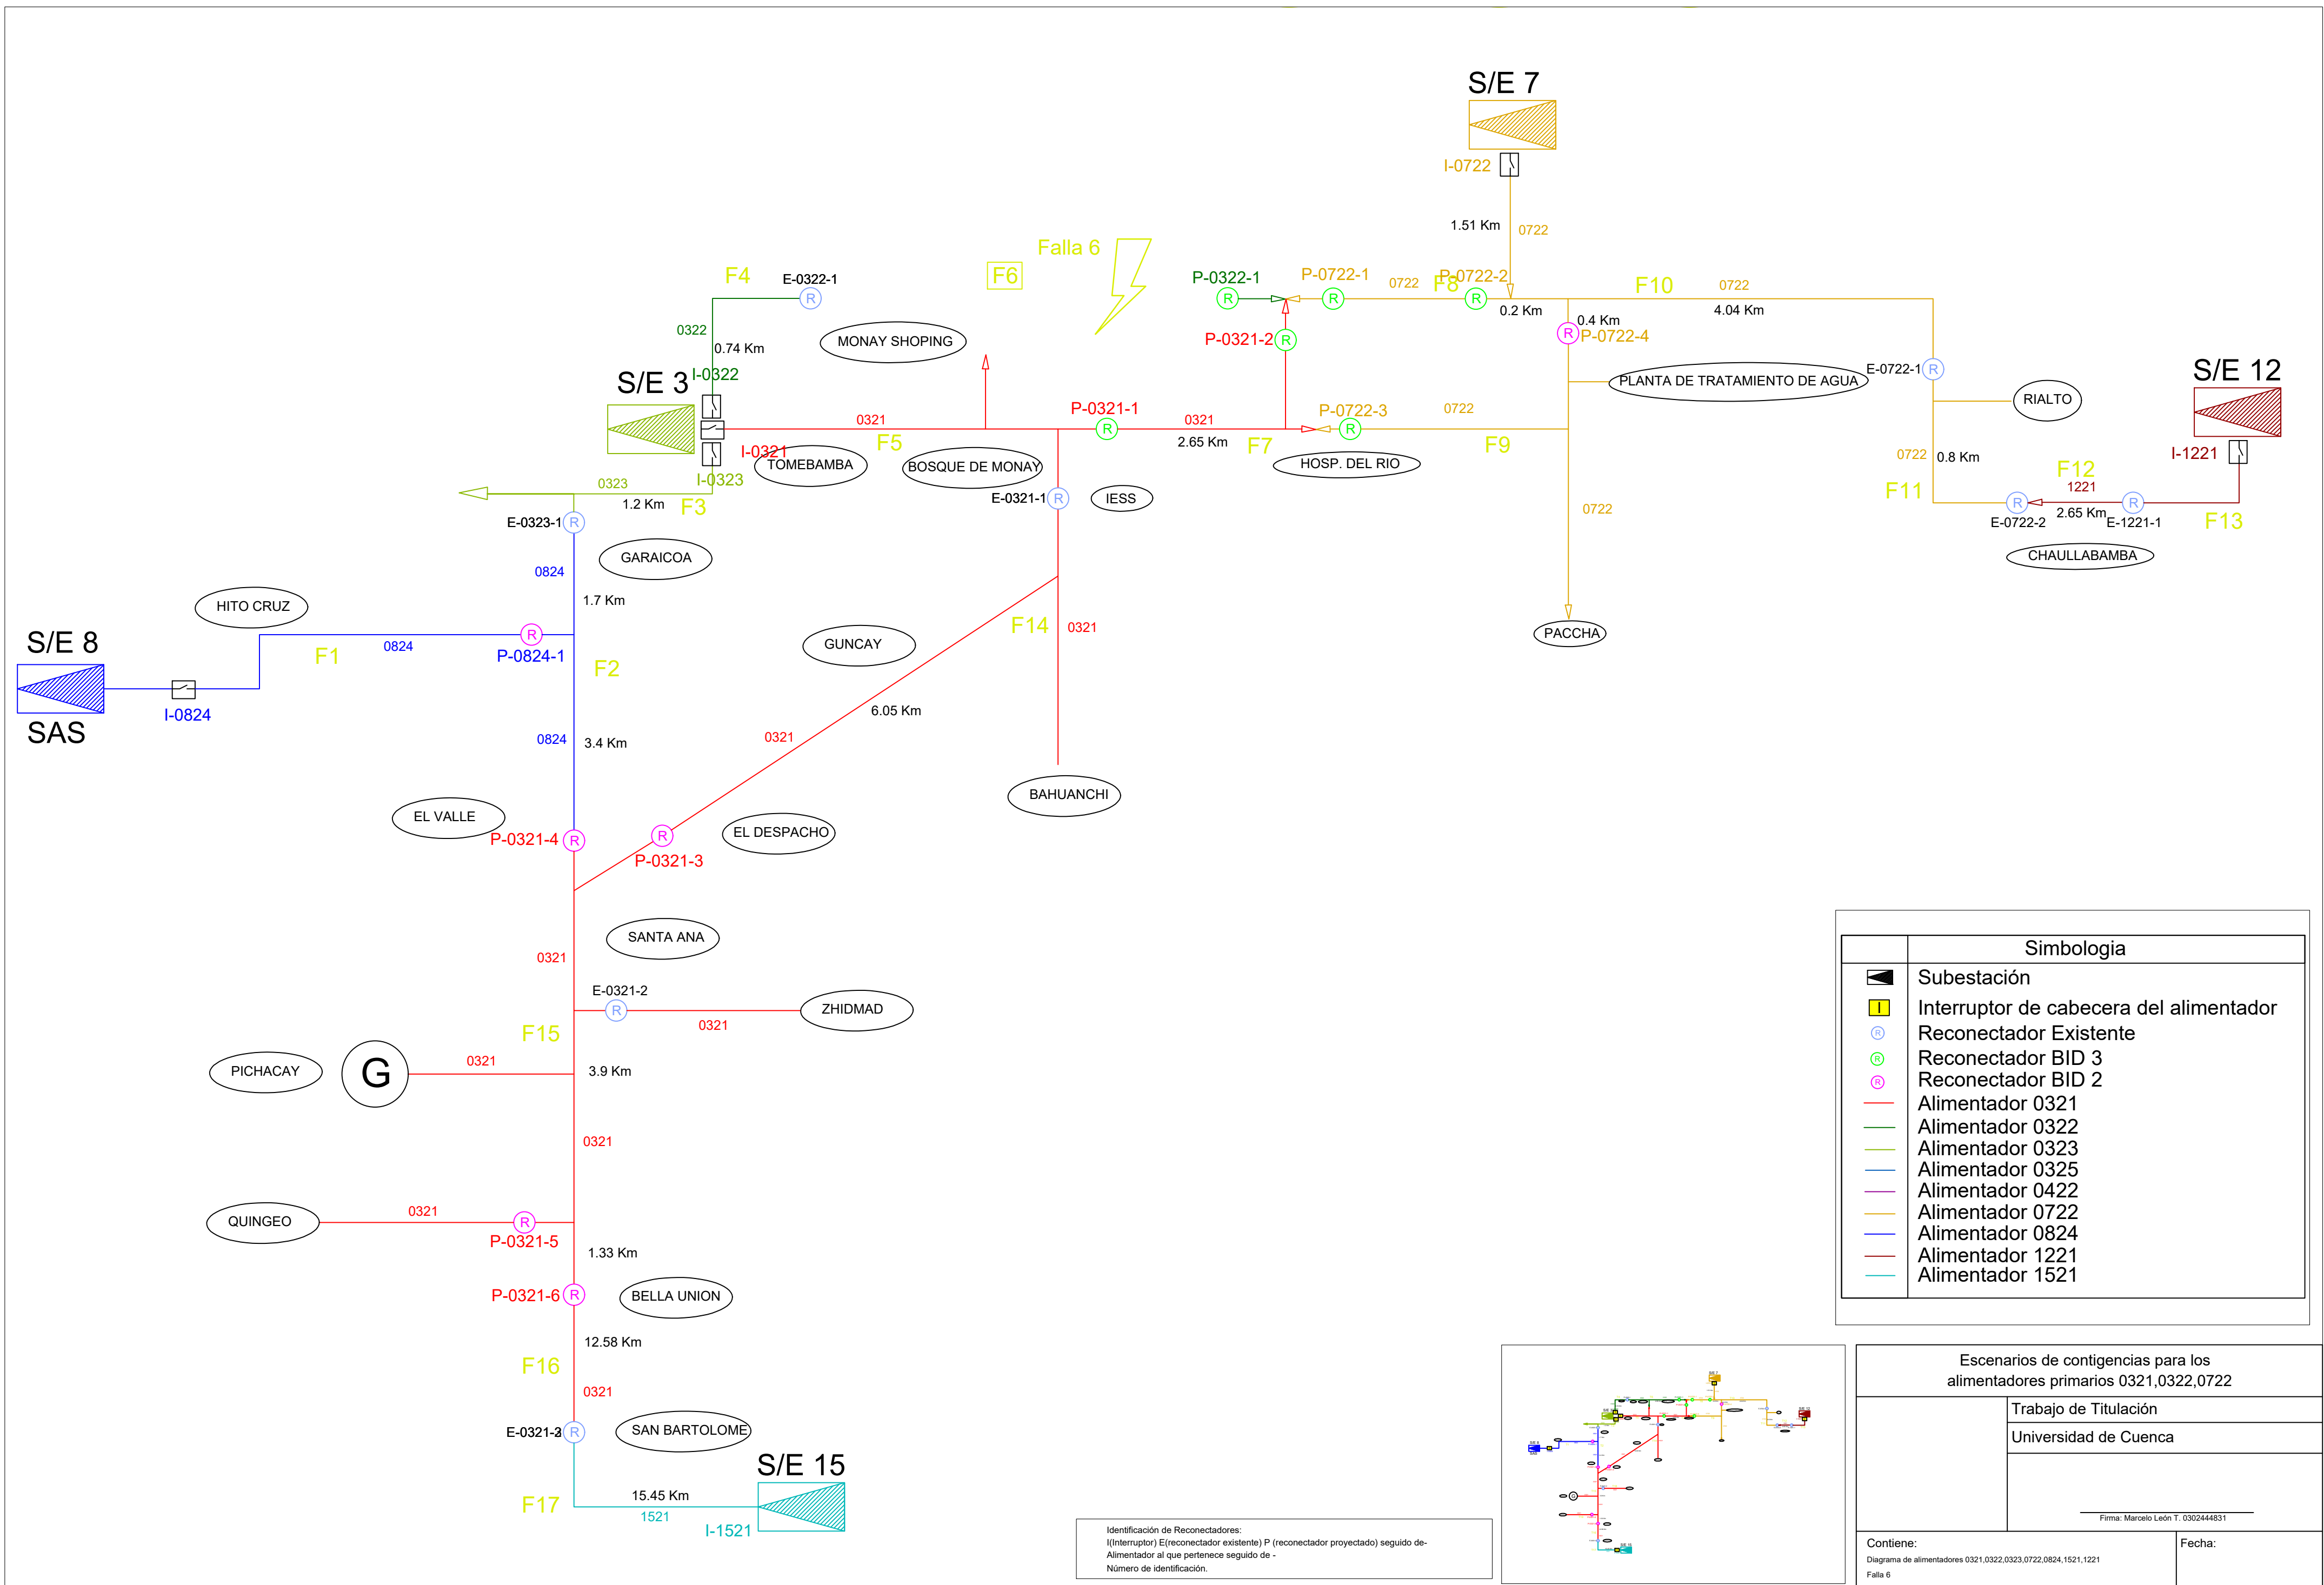 S/E 7
I-0722
1.51 Km
0722
Falla 6
F6
F4
E-0322-1
R
0322
0.74 Km
MONAY SHOPING
I-0322
S/E 3
P-0322-1
R
P-0722-1
R
0722
F8
P-0722-2
R
0.2 Km
F10
0722
4.04 Km
0.4 Km
R
P-0722-4
P-0321-2
R
PLANTA DE TRATAMIENTO DE AGUA
E-0722-1
R
RIALTO
S/E 12
I-1221
0321
F5
I-0321
TOMEBAMBA
BOSQUE DE MONAY
P-0321-1
R
0321
2.65 Km
F7
P-0722-3
R
0722
F9
HOSP. DEL RIO
0722
0.8 Km
F11
F12
1221
R
E-0722-2
2.65 Km
R
E-1221-1
F13
CHAULLABAMBA
I-0323
0323
1.2 Km
F3
E-0323-1
R
E-0321-1
R
IESS
0722
PACCHA
GARAICOA
0824
1.7 Km
HITO CRUZ
S/E 8
SAS
I-0824
F1
0824
R
P-0824-1
F2
0824
3.4 Km
F14
0321
GUNCAY
6.05 Km
0321
BAHUANCHI
EL VALLE
P-0321-4
R
R
P-0321-3
EL DESPACHO
SANTA ANA
0321
E-0321-2
R
0321
ZHIDMAD
F15
PICHACAY
G
0321
3.9 Km
0321
QUINGEO
0321
R
P-0321-5
1.33 Km
P-0321-6
R
BELLA UNION
12.58 Km
F16
0321
R
SAN BARTOLOME
S/E 15
F17
15.45 Km
1521
I-1521
Simbologia
Subestación
I
Interruptor de cabecera del alimentador
R
Reconectador Existente
R
Reconectador BID 3
R
Reconectador BID 2
Alimentador 0321
Alimentador 0322
Alimentador 0323
Alimentador 0325
Alimentador 0422
Alimentador 0722
Alimentador 0824
Alimentador 1221
Alimentador 1521
Identificación de Reconectadores:
I(Interruptor) E(reconector existente) P (reconectador proyectado) seguido de-
Alimentador al que pertenece seguido de -
Número de identificación.
Escenarios de contigencias para los
alimentadores primarios 0321,0322,0722
Trabajo de Titulación
Universidad de Cuenca
Firma: Marcelo León T. 0302444831
Contiene:
Diagrama de alimentadores 0321,0322,0323,0722,0824,1521,1221
Falla 6
Fecha: